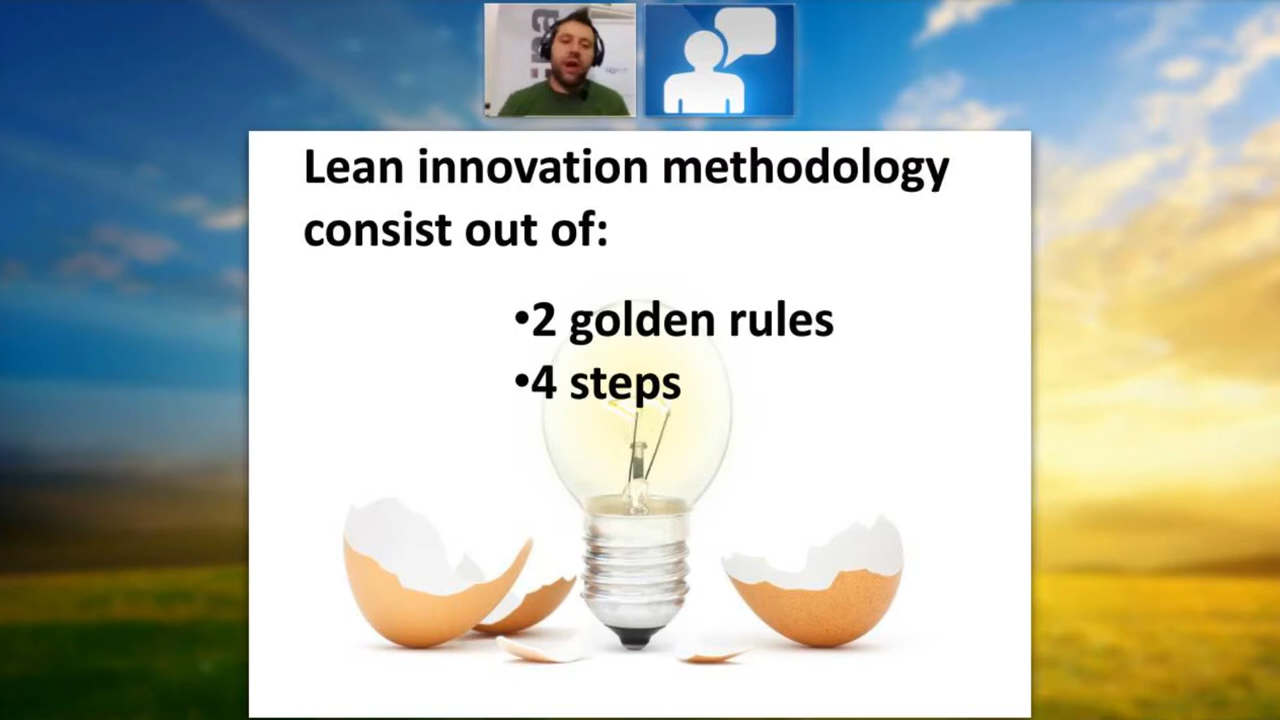 Lean innovation methodology
consist out of:
•2 golden rules
•4 steps